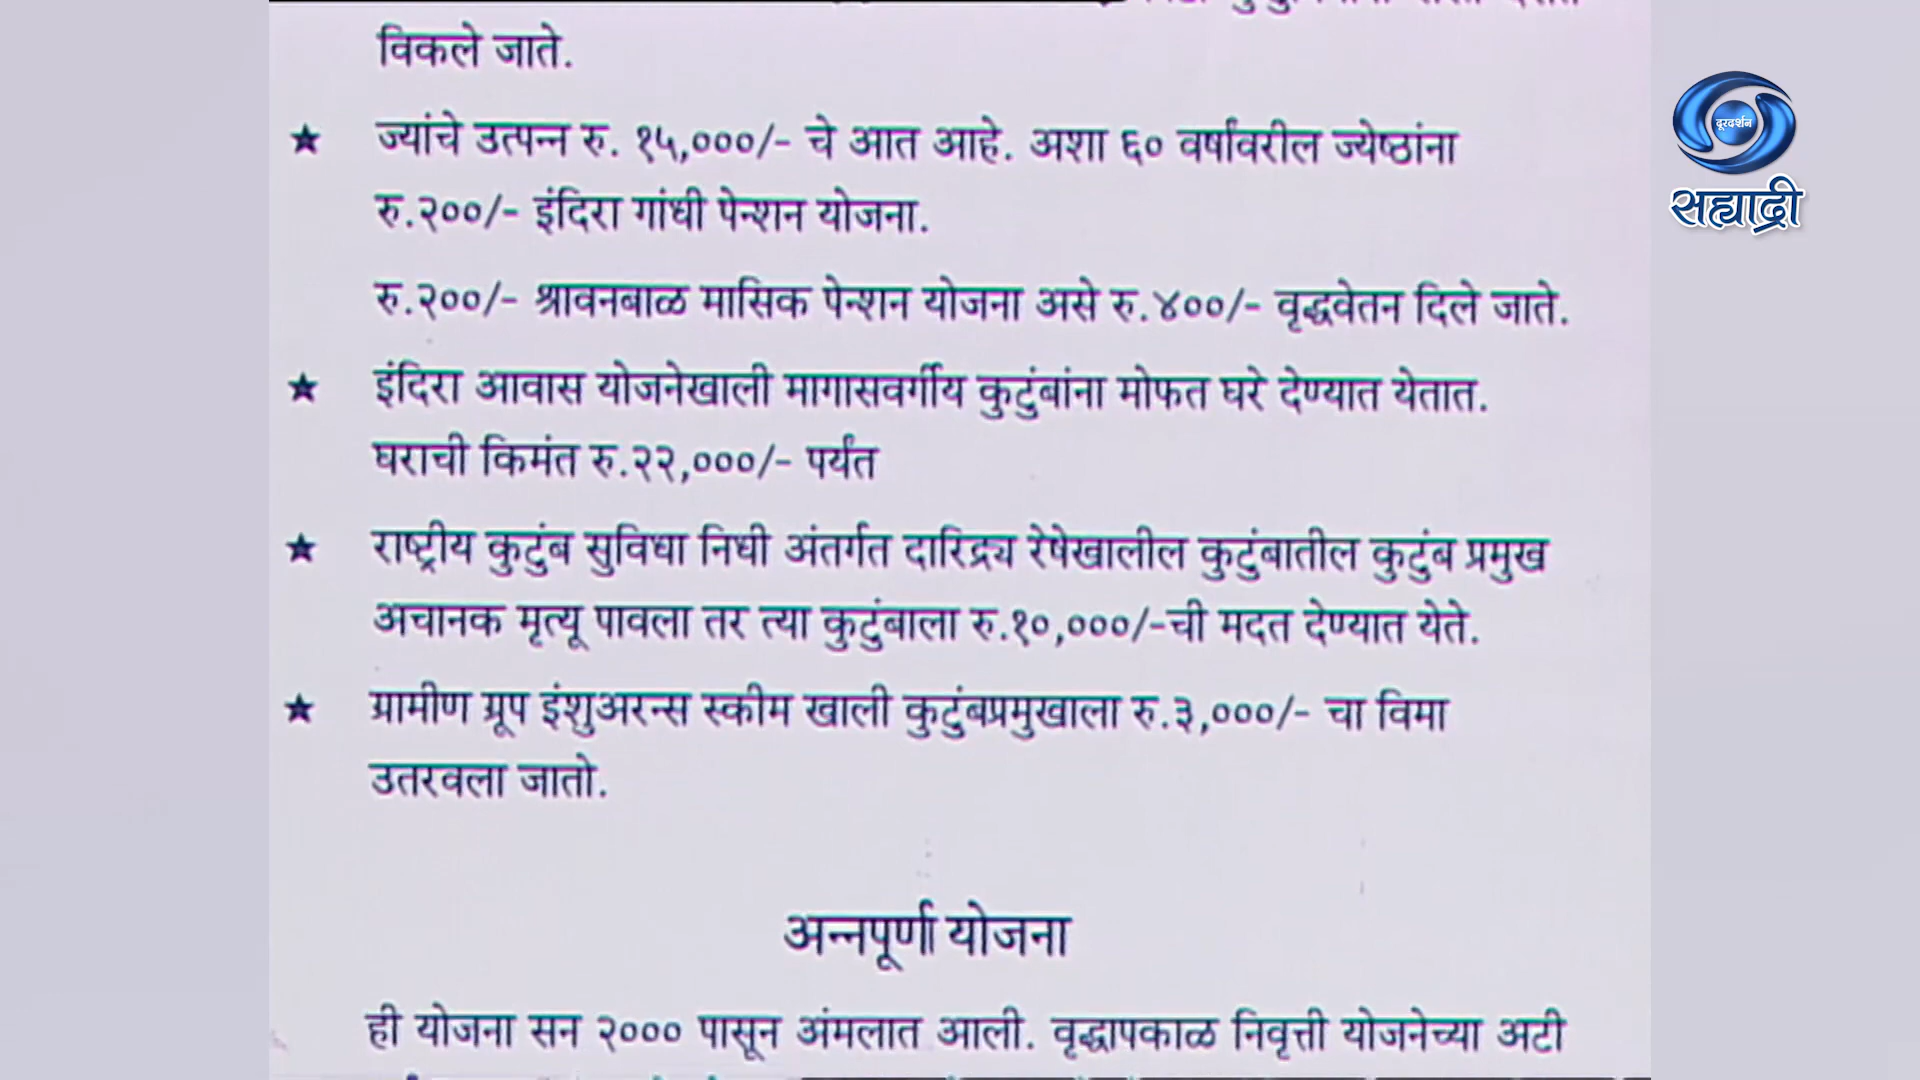 विकले जाते.
★ ज्यांचे उत्पन्न रु. १५,०००/- चे आत आहे. अशा ६० वर्षांवरील ज्येष्ठांना
रु.२००/- इंदिरा गांधी पेन्शन योजना.
रु.२००/- श्रावनबाळ मासिक पेन्शन योजना असे रु.४००/- वृद्धवेतन दिले जाते.
★ इंदिरा आवास योजनेखाली मागासवर्गीय कुटुंबांना मोफत घरे देण्यात येतात.
घराची किमंत रु.२२,०००/- पर्यंत
★ राष्ट्रीय कुटुंब सुविधा निधी अंतर्गत दारिद्र्य रेषेखालील कुटुंबातील कुटुंब प्रमुख
अचानक मृत्यू पावला तर त्या कुटुंबाला रु.१०,०००/-ची मदत देण्यात येते.
★ ग्रामीण ग्रूप इंशुअरन्स स्कीम खाली कुटुंबप्रमुखाला रु.३,०००/- चा विमा
उतरवला जातो.
अन्नपूर्णा योजना
ही योजना सन २००० पासून अंमलात आली. वृद्धापकाळ निवृत्ती योजनेच्या अटी
दूरदर्शन
सह्याद्री